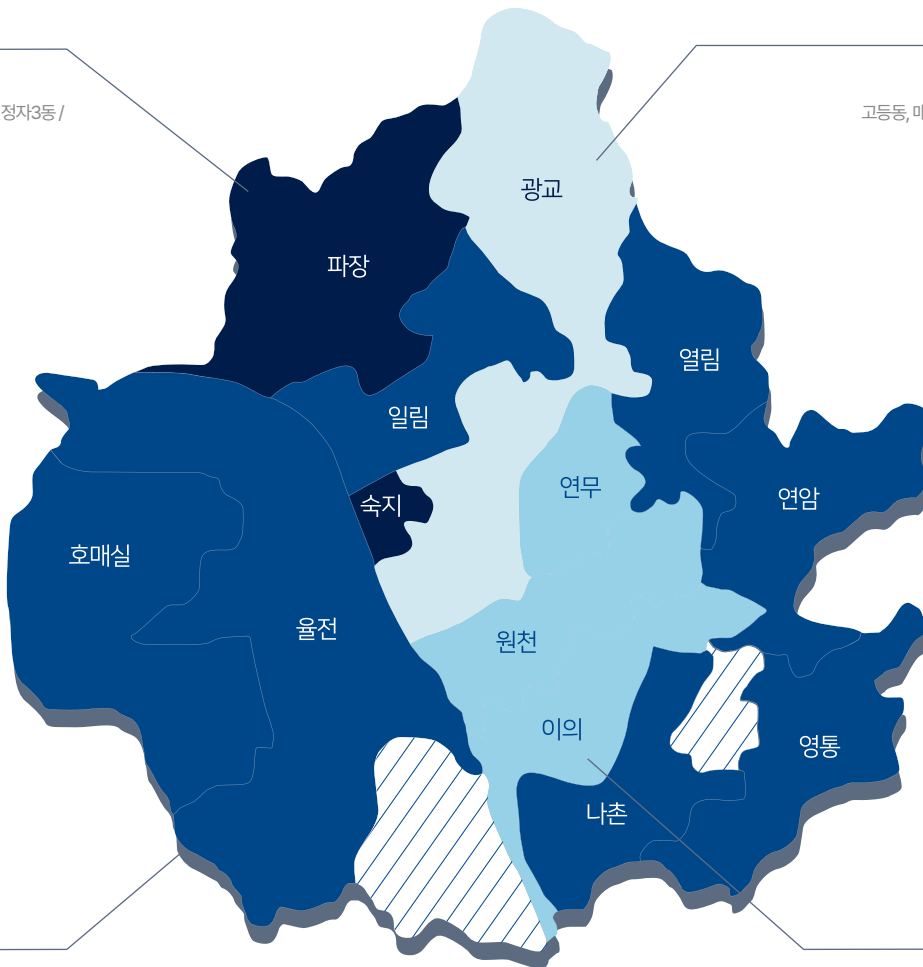 정자3동 /
고등동,
광교
파장
열림
일림
연무
연암
숙지
호매실
율전
원천
이의
영통
나촌